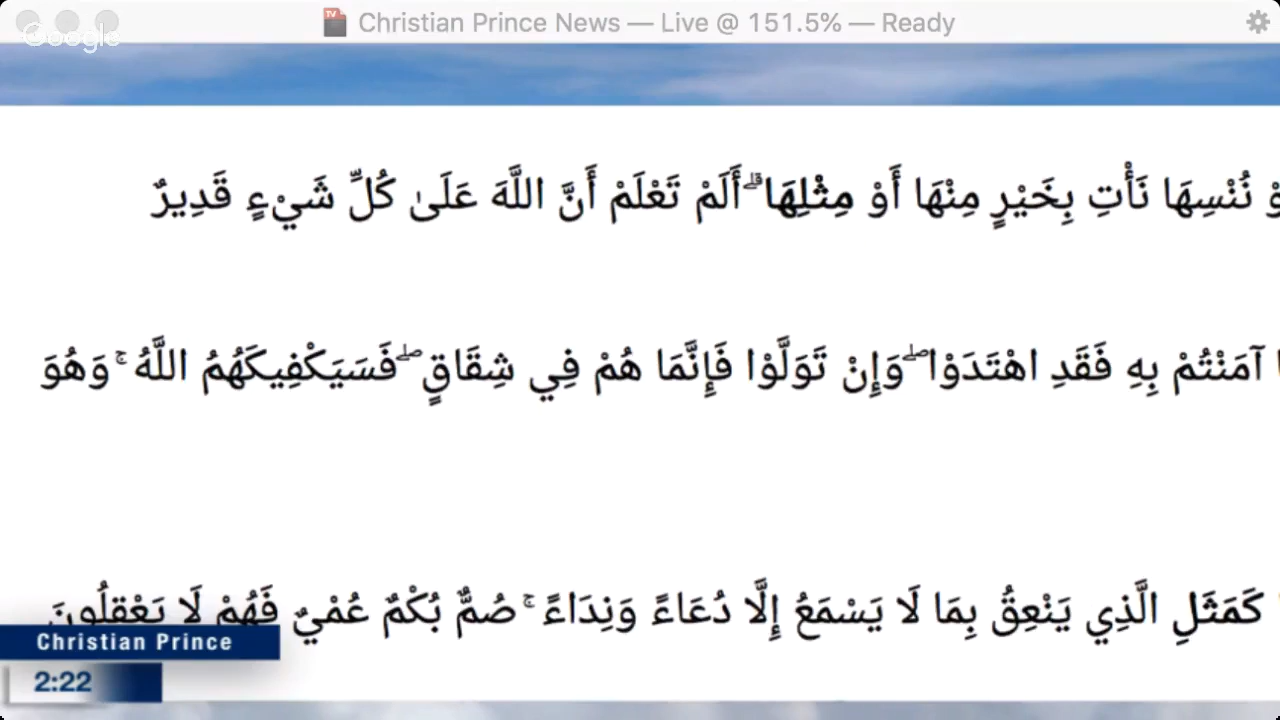 Christian Prince News — Live @ 151.5% — Ready
Google
نُنْسِهَا نَأْتِ بِخَيْرٍ مِنْهَا أَوْ مِثْلِهَا ۗ أَلَمْ تَعْلَمْ أَنَّ اللَّهَ عَلَىٰ كُلِّ شَيْءٍ قَدِيرٌ
آمَنْتُمْ بِهِ فَقَدِ اهْتَدَوْا ۖ وَإِنْ تَوَلَّوْا فَإِنَّمَا هُمْ فِي شِقَاقٍ ۖ فَسَيَكْفِيكَهُمُ اللَّهُ ۚ وَهُوَ
كَمَثَلِ الَّذِي يَنْعِقُ بِمَا لَا يَسْمَعُ إِلَّا دُعَاءً وَنِدَاءً ۚ صُمٌّ بُكْمٌ عُمْيٌ فَهُمْ لَا يَعْقِلُونَ
Christian Prince
2:22